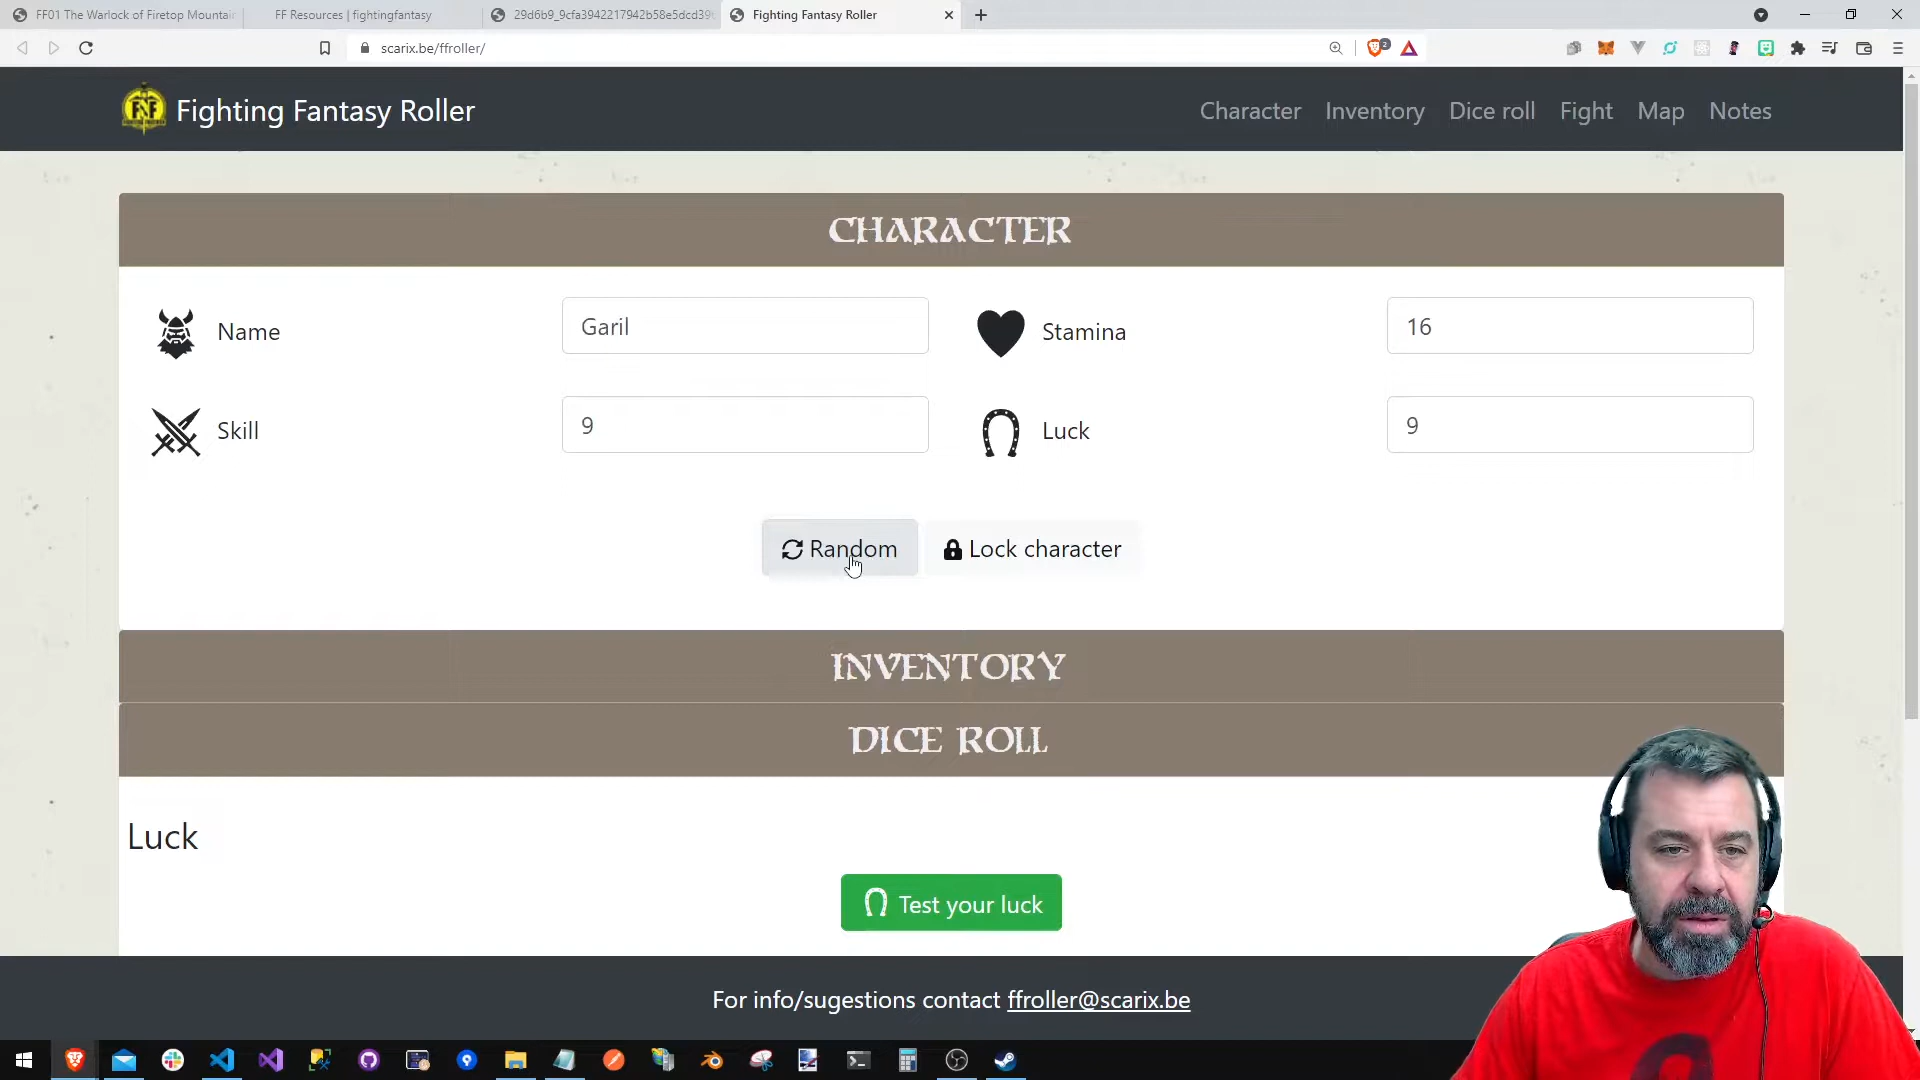 FF01 The Warlock of Firetop Mountain
FF Resources | fightingfantasy
29d6b9_9cfa3942217942b58e5dcd39
Fighting Fantasy Roller
scarix.be/ffroller/
2
Fighting Fantasy Roller
Character
Inventory
Dice roll
Fight
Map
Notes
CHARACTER
Name
Garil
Stamina
16
Skill
9
Luck
9
Random
Lock character
INVENTORY
DICE ROLL
Luck
Test your luck
For info/sugestions contact ffroller@scarix.be